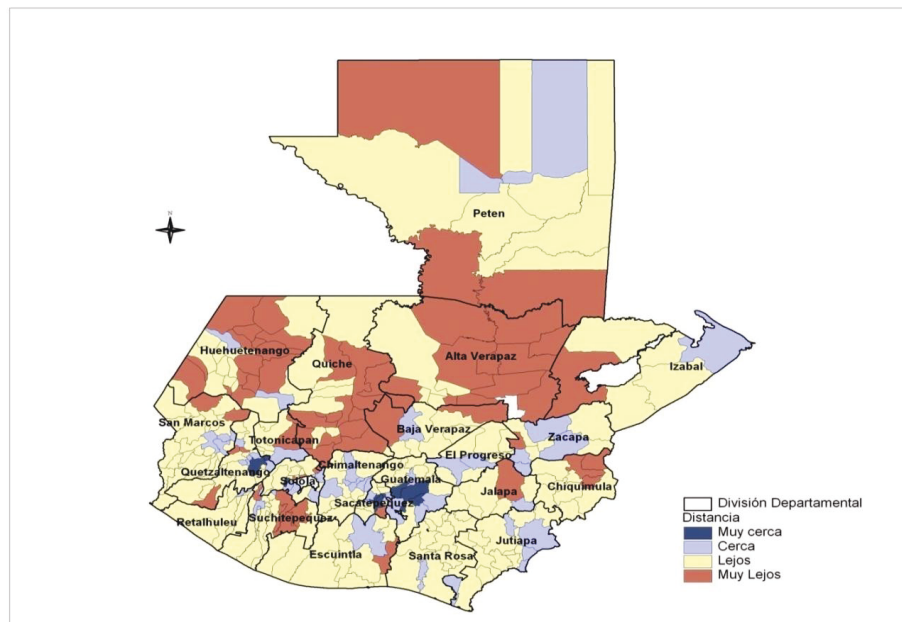 N
Peten
Huehuetenango
Quiche
Alta Verapaz
Izabal
San Marcos
Totonicapan
Baja Verapaz
Zacapa
El Progreso
Quetzaltenango
Chimaltenango
Sololá
Guatemala
Sacatepequez
Jalapa
Chiquimula
Retalhuleu
Suchitepequez
Escuintla
Santa Rosa
Jutiapa
División Departamental
Distancia
Muy cerca
Cerca
Lejos
Muy Lejos